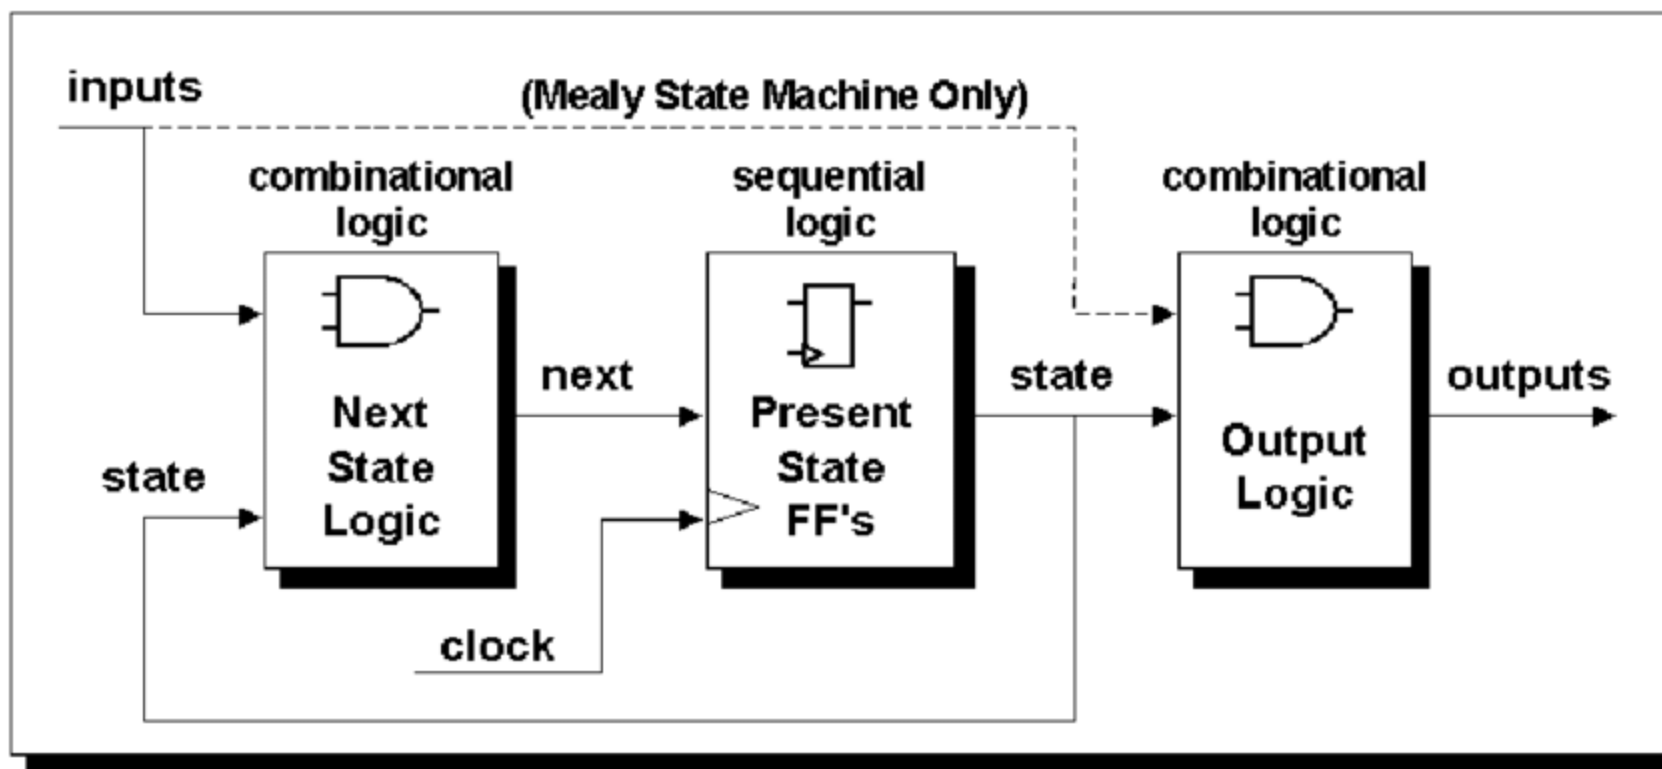 inputs
(Mealy State Machine Only)
combinational
logic
sequential
logic
combinational
logic
next
state
outputs
Next
State
Logic
Present
State
FF's
Output
Logic
state
clock